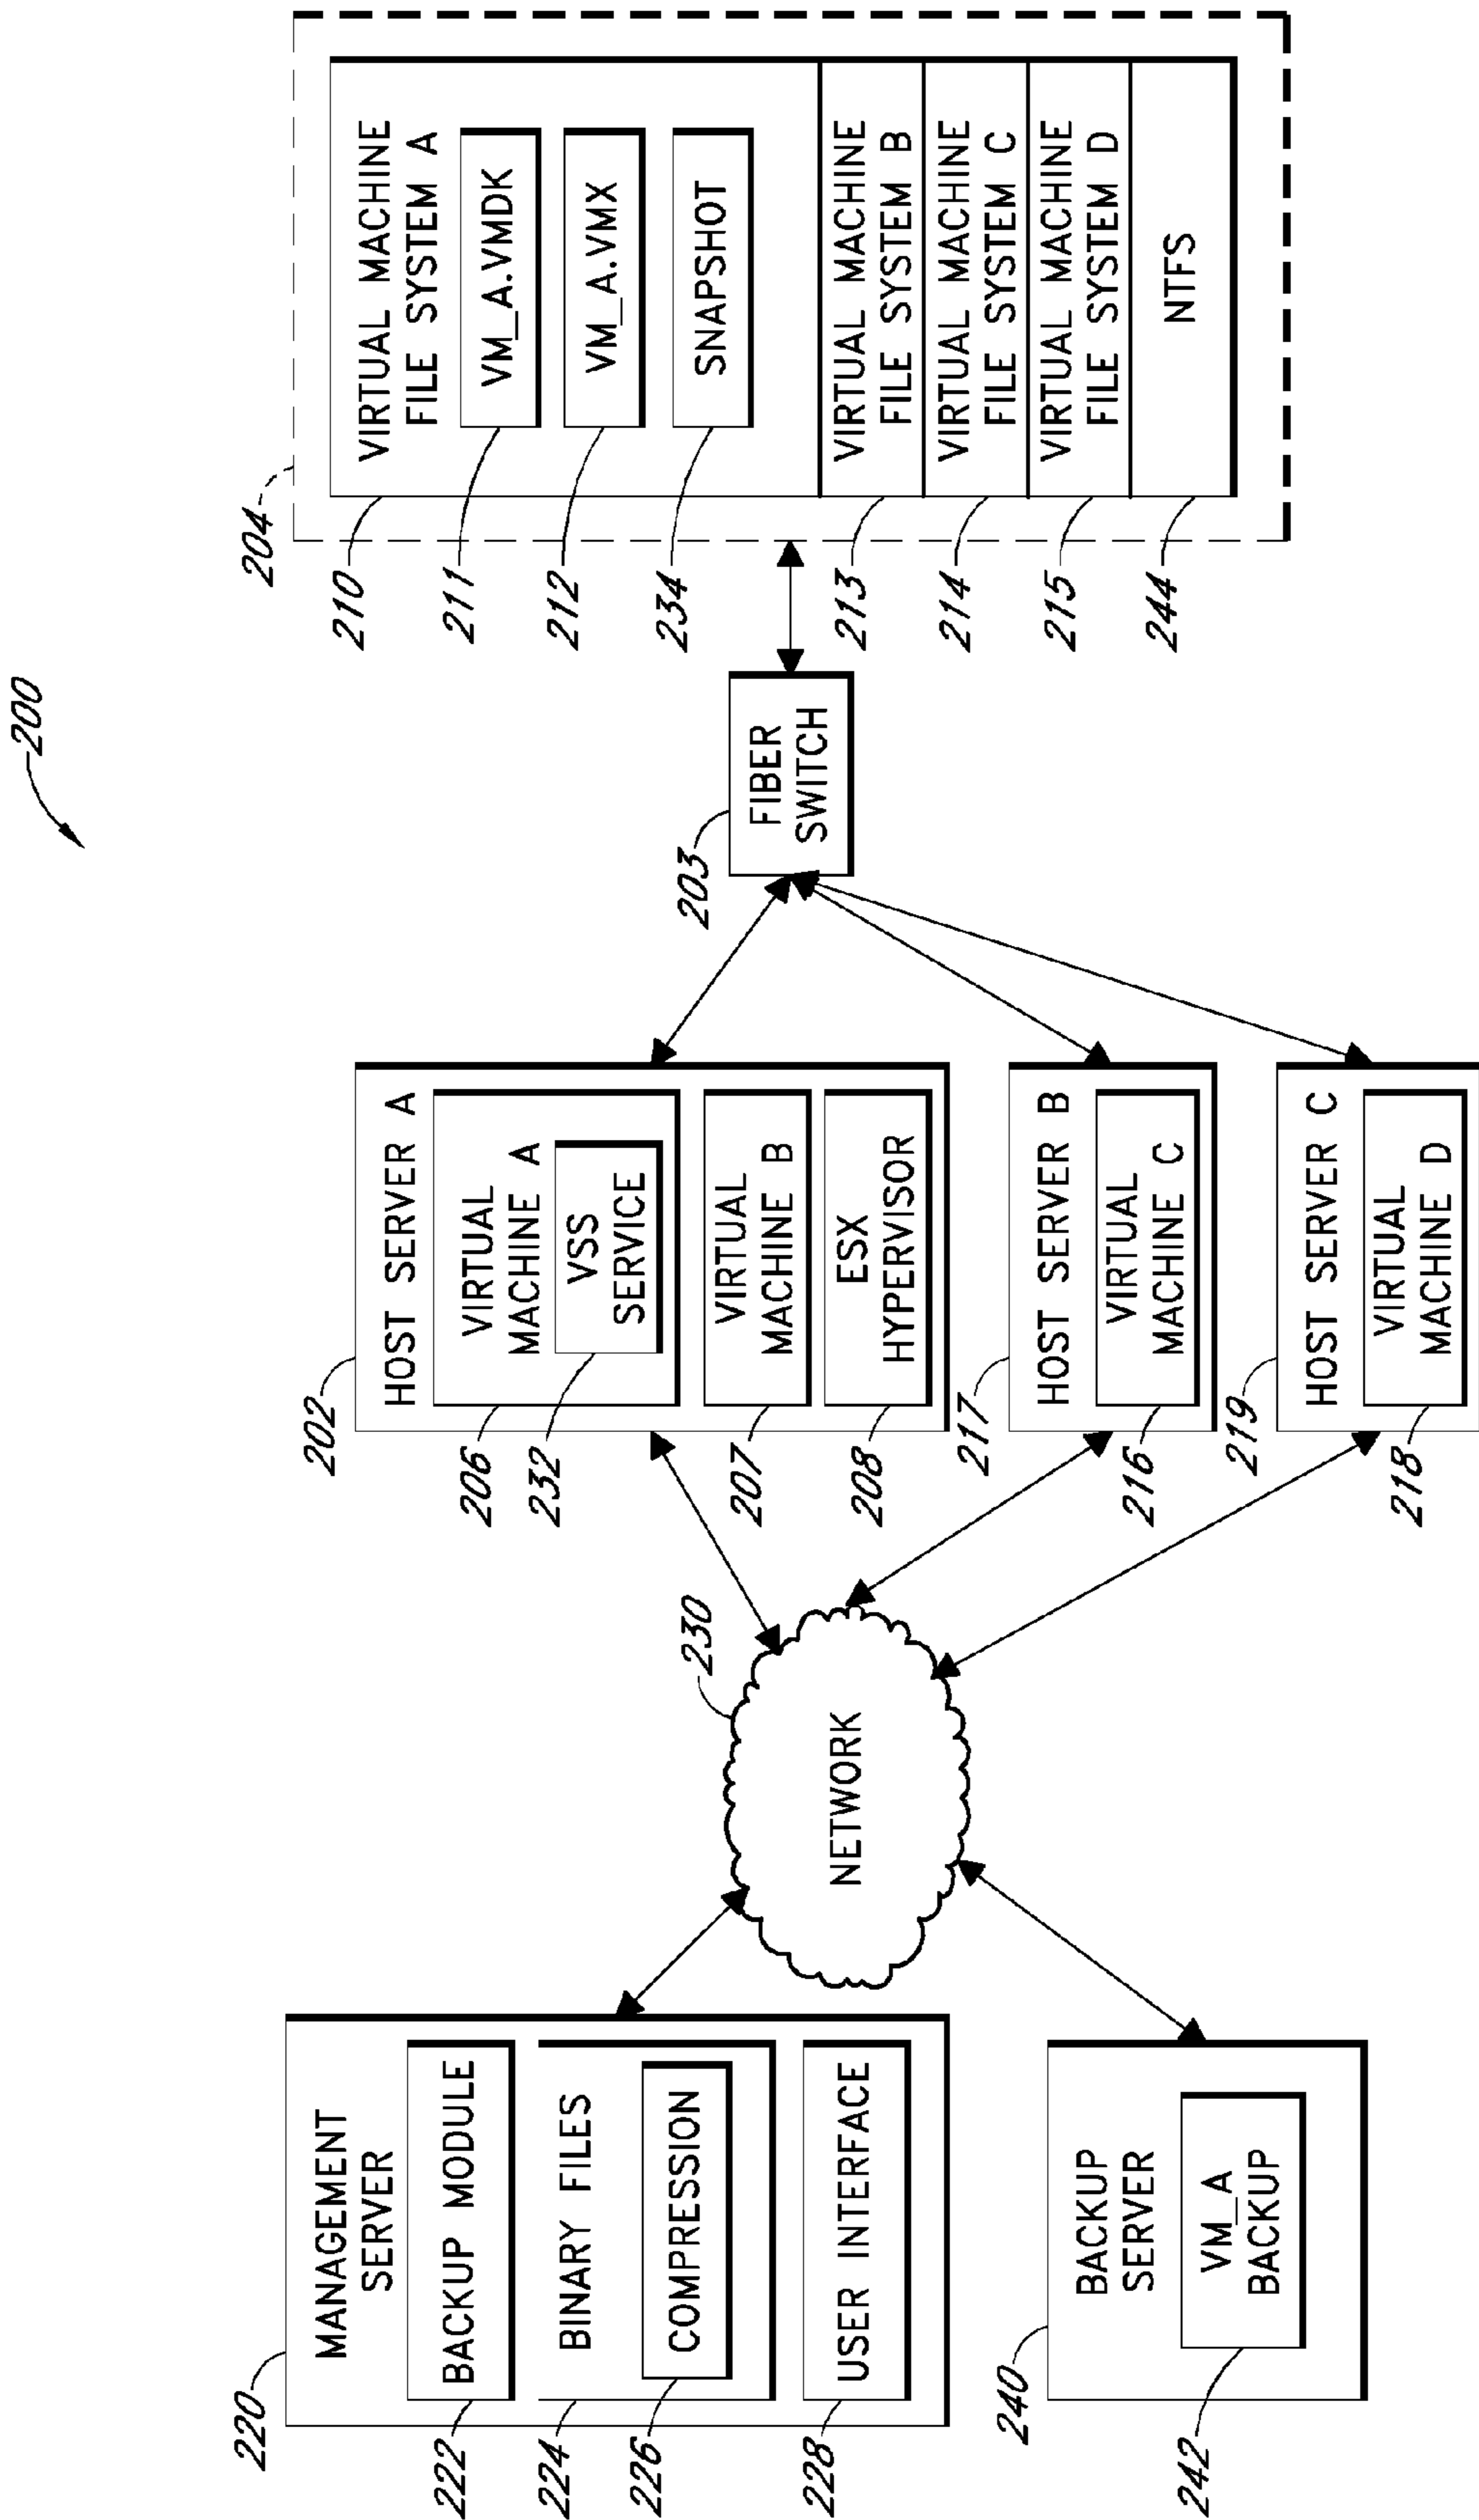 200
220
MANAGEMENT
SERVER
222
BACKUP MODULE
224
BINARY FILES
226
COMPRESSION
228
USER INTERFACE
240
BACKUP
SERVER
242
VM_A
BACKUP
230
NETWORK
202
HOST SERVER A
206
VIRTUAL
MACHINE A
232
VSS
SERVICE
207
VIRTUAL
MACHINE B
208
ESX
HYPERVISOR
217
HOST SERVER B
216
VIRTUAL
MACHINE C
219
HOST SERVER C
218
VIRTUAL
MACHINE D
203
FIBER
SWITCH
204
210
VIRTUAL MACHINE
FILE SYSTEM A
211
VM_A.VMDK
212
VM_A.VMX
234
SNAPSHOT
213
VIRTUAL MACHINE
FILE SYSTEM B
214
VIRTUAL MACHINE
FILE SYSTEM C
215
VIRTUAL MACHINE
FILE SYSTEM D
244
NTFS